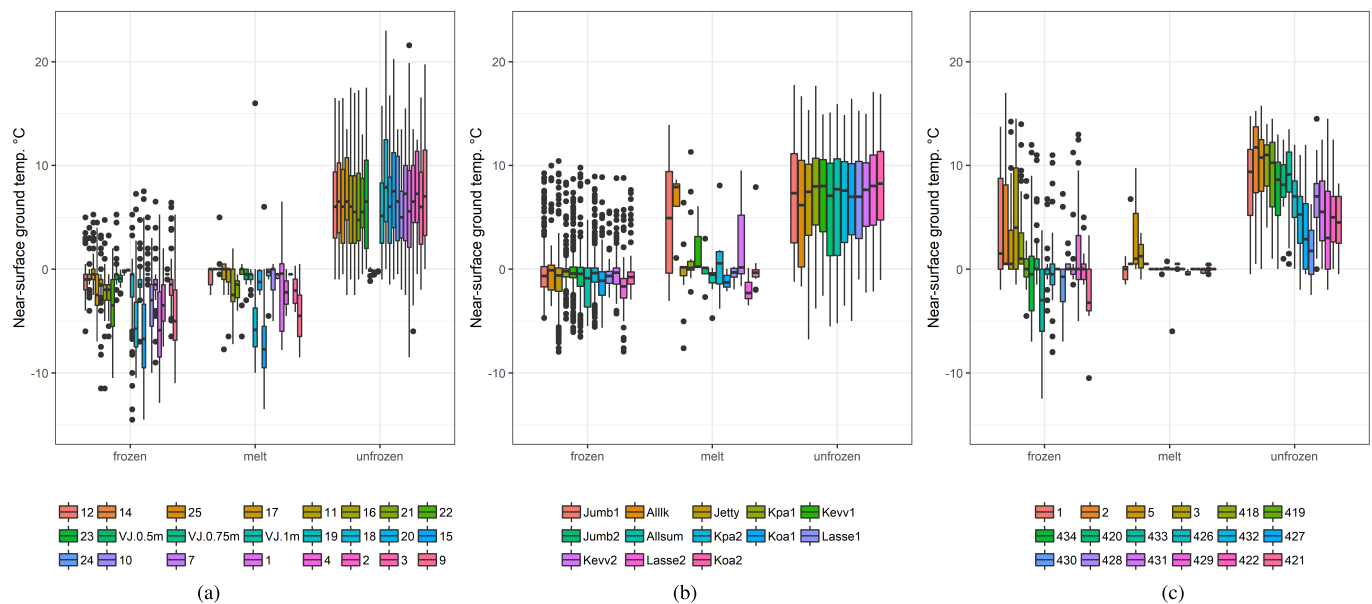 Near-surface ground temp. °C
20
10
0
-10
frozen melt unfrozen
12 14 25 17 11 16 21 22
23 VJ.0.5m VJ.0.75m VJ.1m 19 18 20 15
24 10 7 1 4 2 3 9
(a)
Near-surface ground temp. °C
20
10
0
-10
frozen melt unfrozen
Jumb1 Alllk Jetty Kpa1 Kevv1
Jumb2 Allsum Kpa2 Koa1 Lasse1
Kevv2 Lasse2 Koa2
(b)
Near-surface ground temp. °C
20
10
0
-10
frozen melt unfrozen
1 2 5 3 418 419
434 420 433 426 432 427
430 428 431 429 422 421
(c)